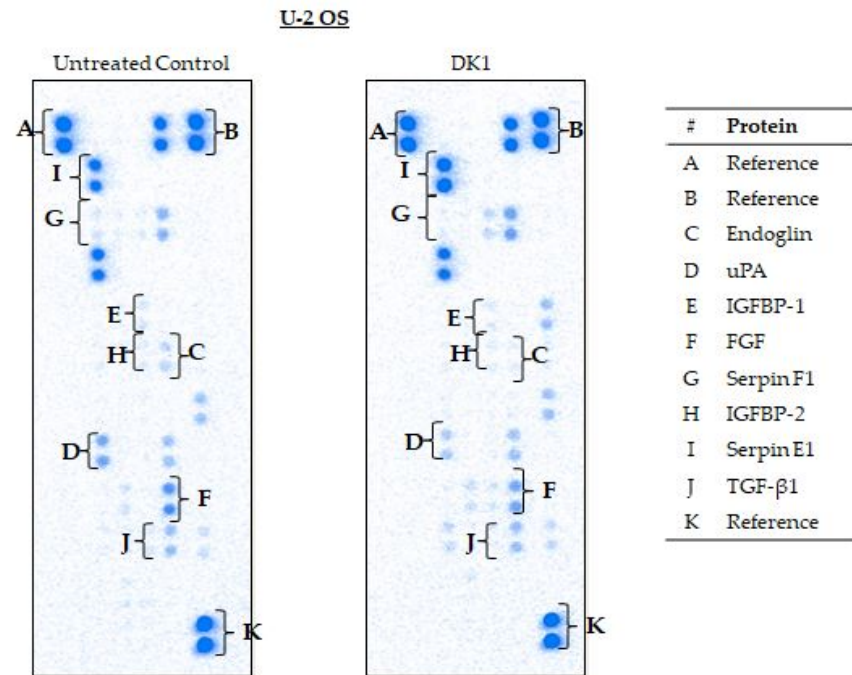 U-2 OS
Untreated Control
DK1
A
B
I
G
E
H
C
D
F
J
K
A
B
I
G
E
H
C
D
F
J
K
# Protein
A Reference
B Reference
C Endoglin
D uPA
E IGFBP-1
F FGF
G Serpin F1
H IGFBP-2
I Serpin E1
J TGF-β1
K Reference